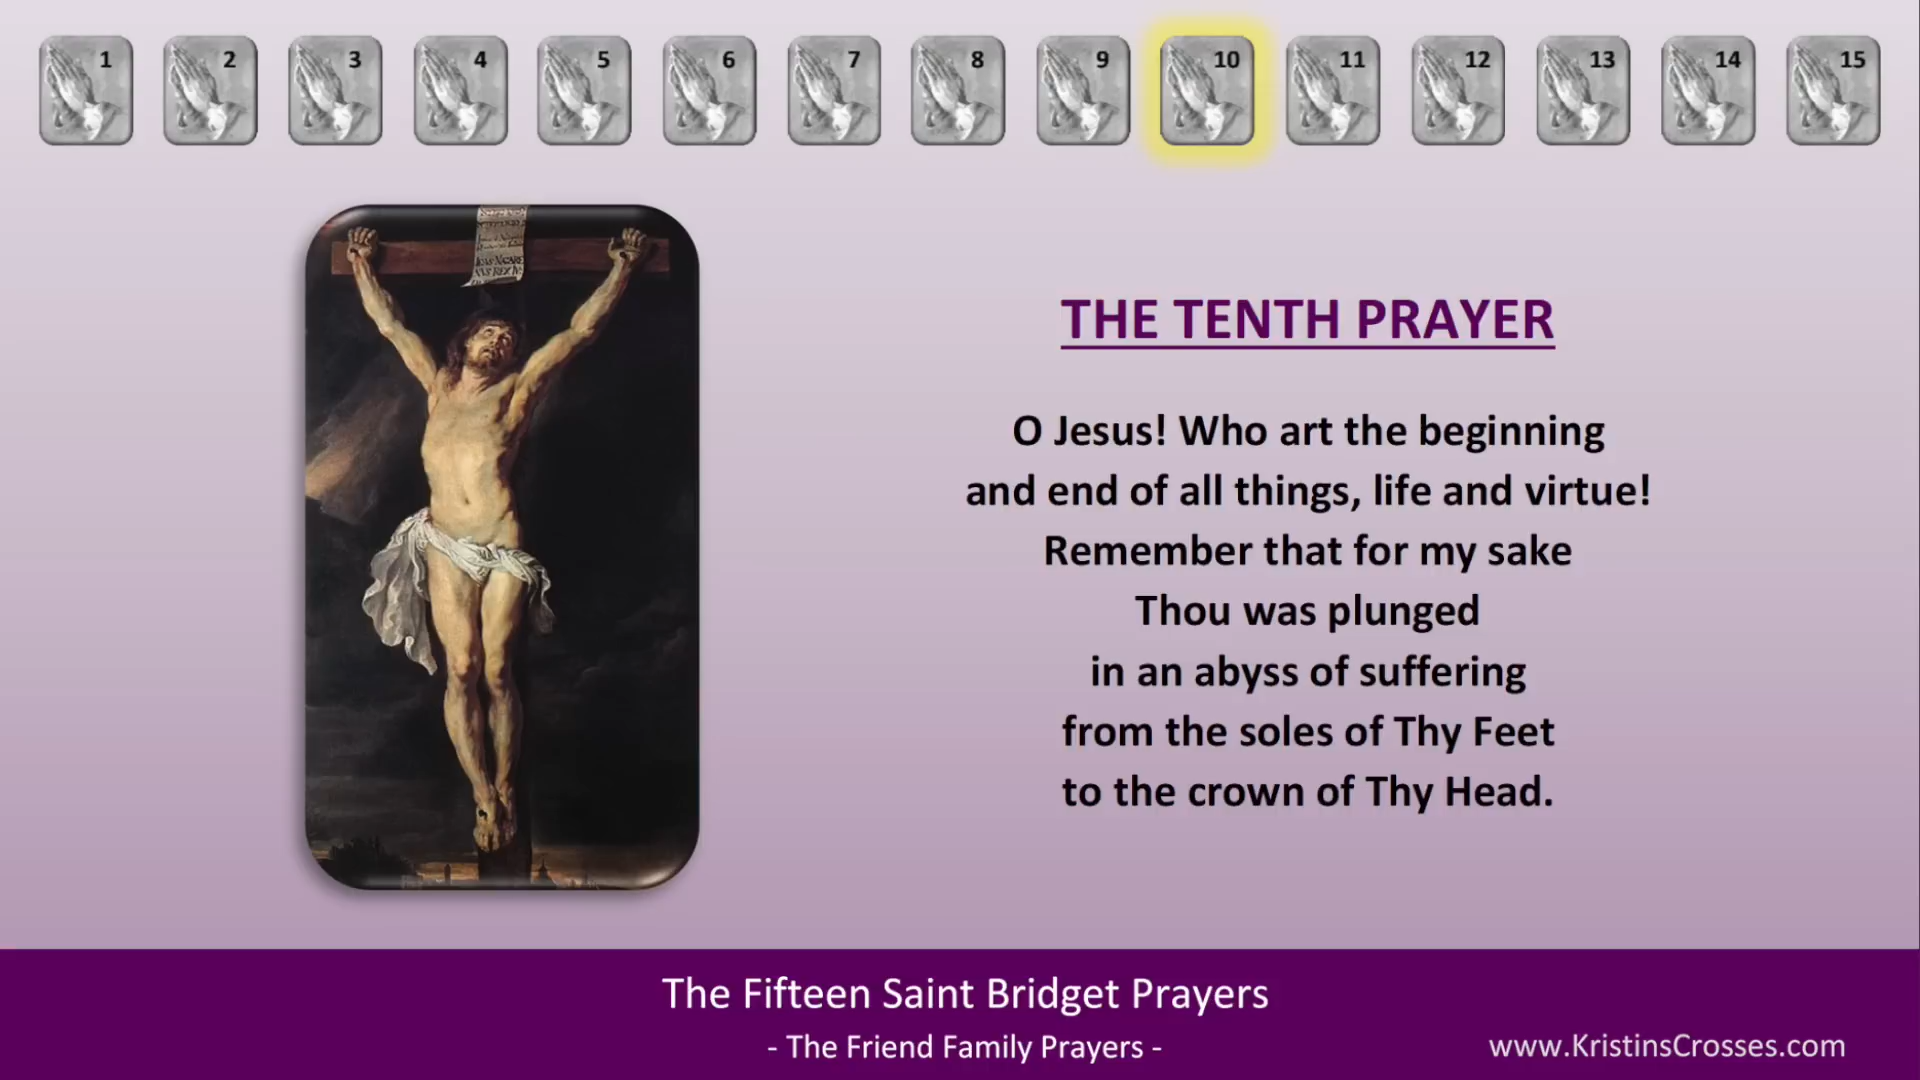 1 2 3 4 5 6 7 8 9 10 11 12 13 14 15
THE TENTH PRAYER
O Jesus! Who art the beginning
and end of all things, life and virtue!
Remember that for my sake
Thou was plunged
in an abyss of suffering
from the soles of Thy Feet
to the crown of Thy Head.
The Fifteen Saint Bridget Prayers
- The Friend Family Prayers -
www.KristinsCrosses.com